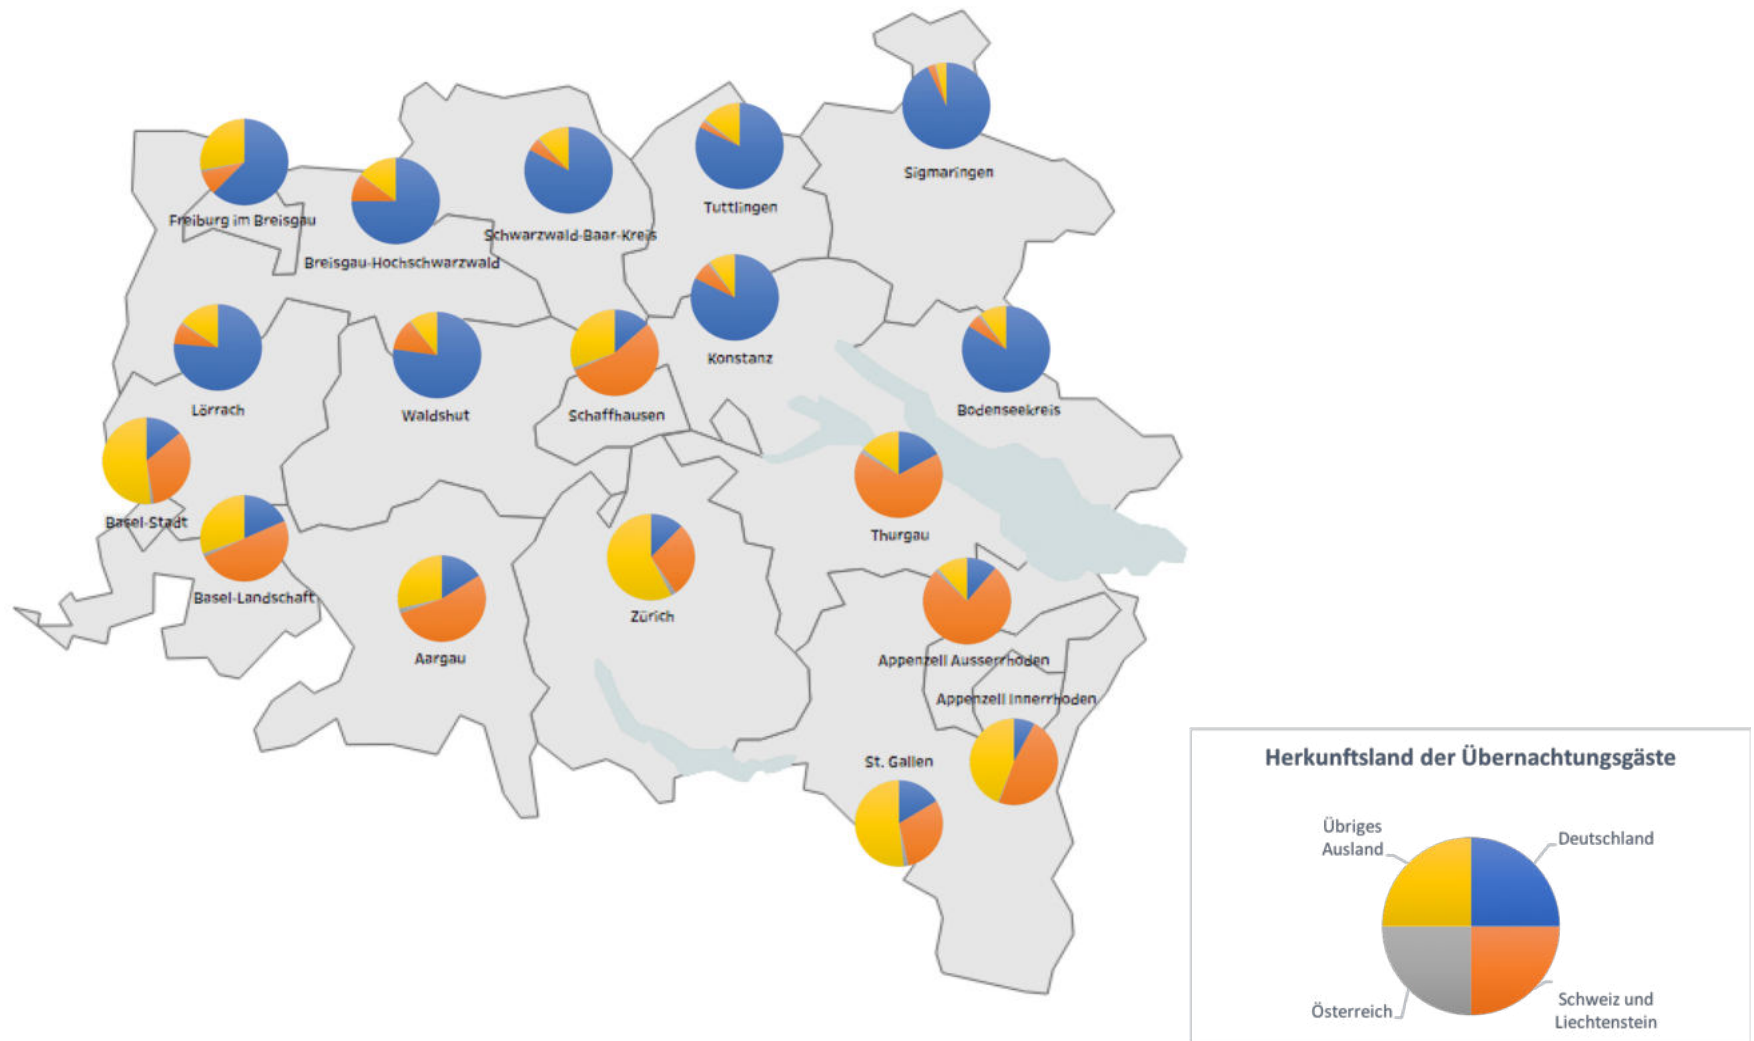 Sigmaringen
Tuttlingen
Freiburg im Breisgau
Schwarzwald-Baar-Kreis
Breisgau-Hochschwarzwald
Konstanz
Lörrach
Waldshut
Schaffhausen
Bodenseekreis
Basel-Stadt
Thurgau
Basel-Landschaft
Zürich
Aargau
Appenzell Ausserrhoden
Appenzell Innerrhoden
St. Gallen
Herkunftsland der Übernachtungsgäste
Übriges
Ausland
Deutschland
Österreich
Schweiz und
Liechtenstein